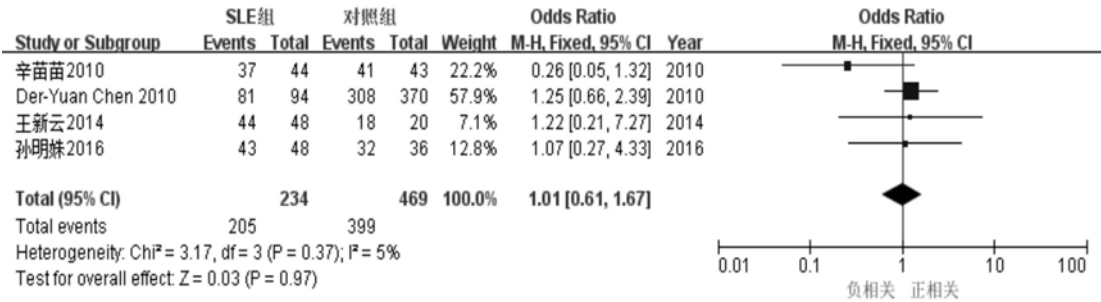 SLE组 对照组 Odds Ratio Odds Ratio
Study or Subgroup Events Total Events Total Weight M-H, Fixed, 95% CI Year M-H, Fixed, 95% CI
辛苗苗2010 37 44 41 43 22.2% 0.26 [0.05, 1.32] 2010
Der-Yuan Chen 2010 81 94 308 370 57.9% 1.25 [0.66, 2.39] 2010
王新云2014 44 48 18 20 7.1% 1.22 [0.21, 7.27] 2014
孙明姝2016 43 48 32 36 12.8% 1.07 [0.27, 4.33] 2016
Total (95% CI) 234 469 100.0% 1.01 [0.61, 1.67]
Total events 205 399
Heterogeneity: Chi² = 3.17, df = 3 (P = 0.37); I² = 5%
Test for overall effect: Z = 0.03 (P = 0.97)
0.01 0.1 1 10 100
负相关 正相关